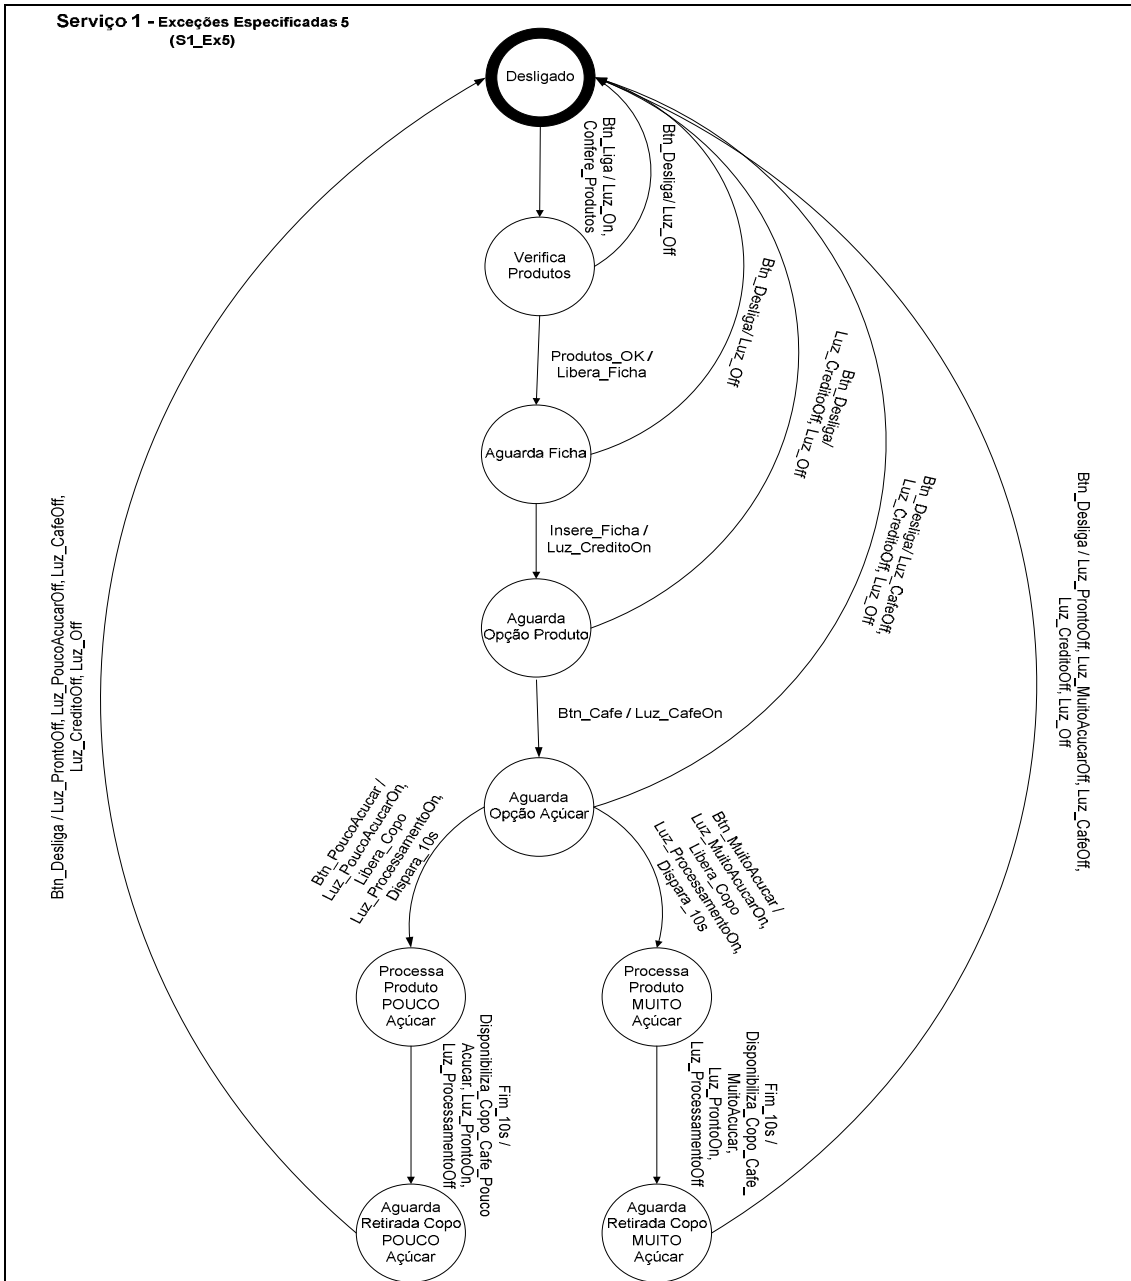 Serviço 1 - Exceções Especificadas 5
(S1_Ex5)
Desligado
Btn_Liga / Luz_On,
Confere_Produtos
Btn_Desliga/ Luz_Off
Verifica
Produtos
Btn_Desliga/ Luz_Off
Produtos_OK /
Libera_Ficha
Btn_Desliga/
Luz_CreditoOff, Luz_Off
Aguarda Ficha
Insere_Ficha /
Luz_CreditoOn
Btn_Desliga/ Luz_CafeOff,
Luz_CreditoOff, Luz_Off
Btn_Desliga / Luz_ProntoOff, Luz_PoucoAcucarOff, Luz_CafeOff,
Luz_CreditoOff, Luz_Off
Btn_Desliga / Luz_ProntoOff, Luz_MuitoAcucarOff, Luz_CafeOff,
Luz_CreditoOff, Luz_Off
Aguarda
Opção Produto
Btn_Cafe / Luz_CafeOn
Aguarda
Opção Açúcar
Btn_PoucoAcucar /
Luz_PoucoAcucarOn,
Libera_Copo
Luz_ProcessamentoOn,
Dispara_10s
Btn_MuitoAcucar /
Luz_MuitoAcucarOn,
Libera_Copo
Luz_ProcessamentoOn,
Dispara_10s
Processa
Produto
POUCO
Açúcar
Processa
Produto
MUITO
Açúcar
Fim_10s /
Disponibiliza_Copo_Cafe_Pouco
Acucar, Luz_ProntoOn,
Luz_ProcessamentoOff
Fim_10s /
Disponibiliza_Copo_Cafe_
MuitoAcucar,
Luz_ProntoOn,
Luz_ProcessamentoOff
Aguarda
Retirada Copo
POUCO
Açúcar
Aguarda
Retirada Copo
MUITO
Açúcar